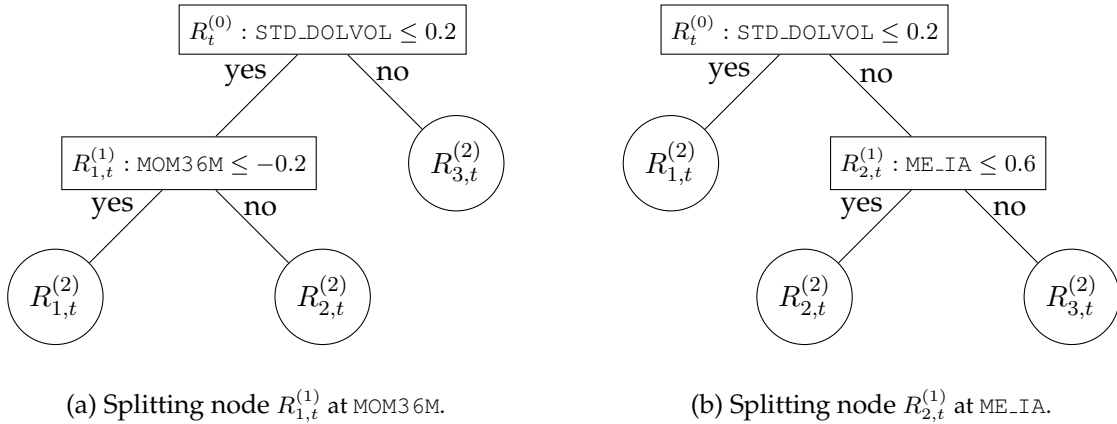 R_t^{(0)} : STD_DOLVOL ≤ 0.2
yes no
R_{1,t}^{(1)} : MOM36M ≤ −0.2
R_{3,t}^{(2)}
yes no
R_{1,t}^{(2)}
R_{2,t}^{(2)}
(a) Splitting node R_{1,t}^{(1)} at MOM36M.
R_t^{(0)} : STD_DOLVOL ≤ 0.2
yes no
R_{1,t}^{(2)}
R_{2,t}^{(1)} : ME_IA ≤ 0.6
yes no
R_{2,t}^{(2)}
R_{3,t}^{(2)}
(b) Splitting node R_{2,t}^{(1)} at ME_IA.